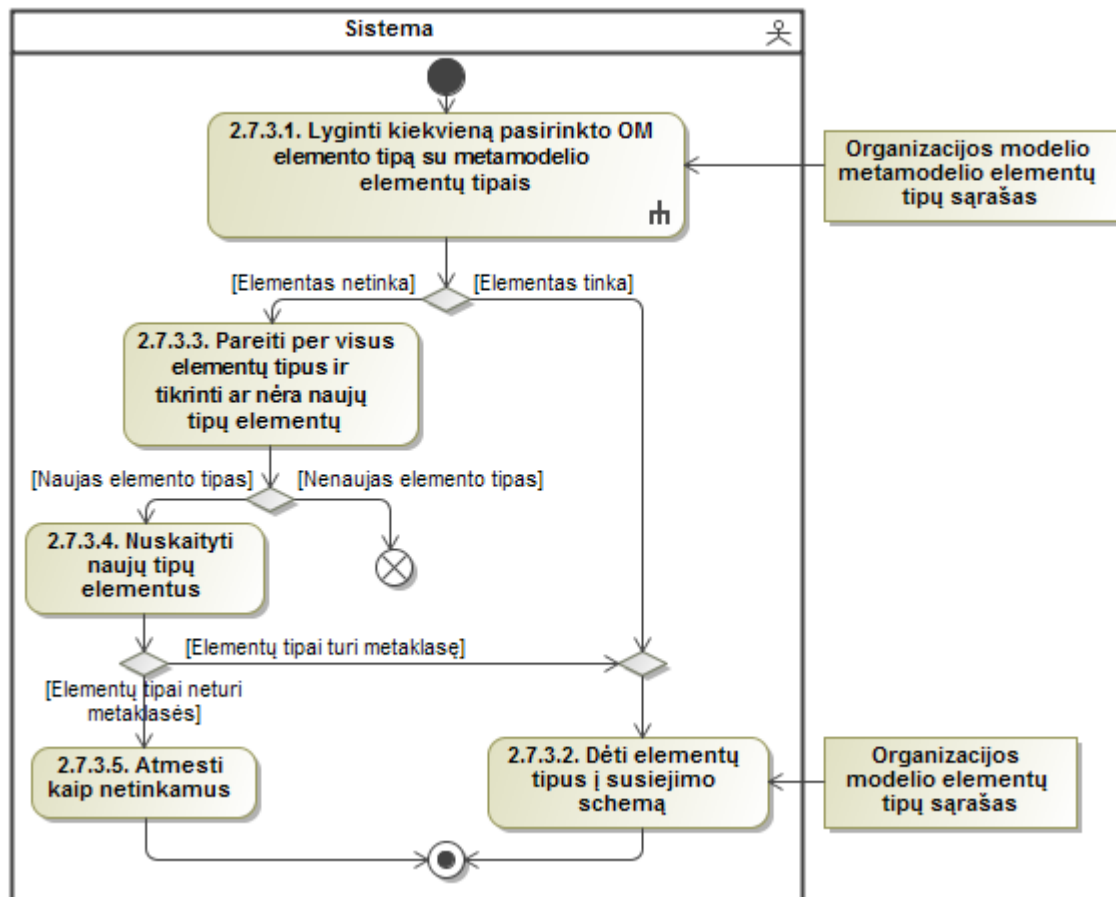 Sistema
2.7.3.1. Lyginti kiekvieną pasirinkto OM
elemento tipą su metamodelio
elementų tipais
Organizacijos modelio
metamodelio elementų
tipų sąrašas
[Elementas netinka]
[Elementas tinka]
2.7.3.3. Pareiti per visus
elementų tipus ir
tikrinti ar nėra naujų
tipų elementų
[Naujas elemento tipas]
[Nenaujas elemento tipas]
2.7.3.4. Nuskaityti
naujų tipų
elementus
[Elementų tipai turi metaklasę]
[Elementų tipai neturi
metaklasės]
2.7.3.5. Atmesti
kaip netinkamus
2.7.3.2. Dėti elementų
tipus į susiejimo
schemą
Organizacijos
modelio elementų
tipų sąrašas